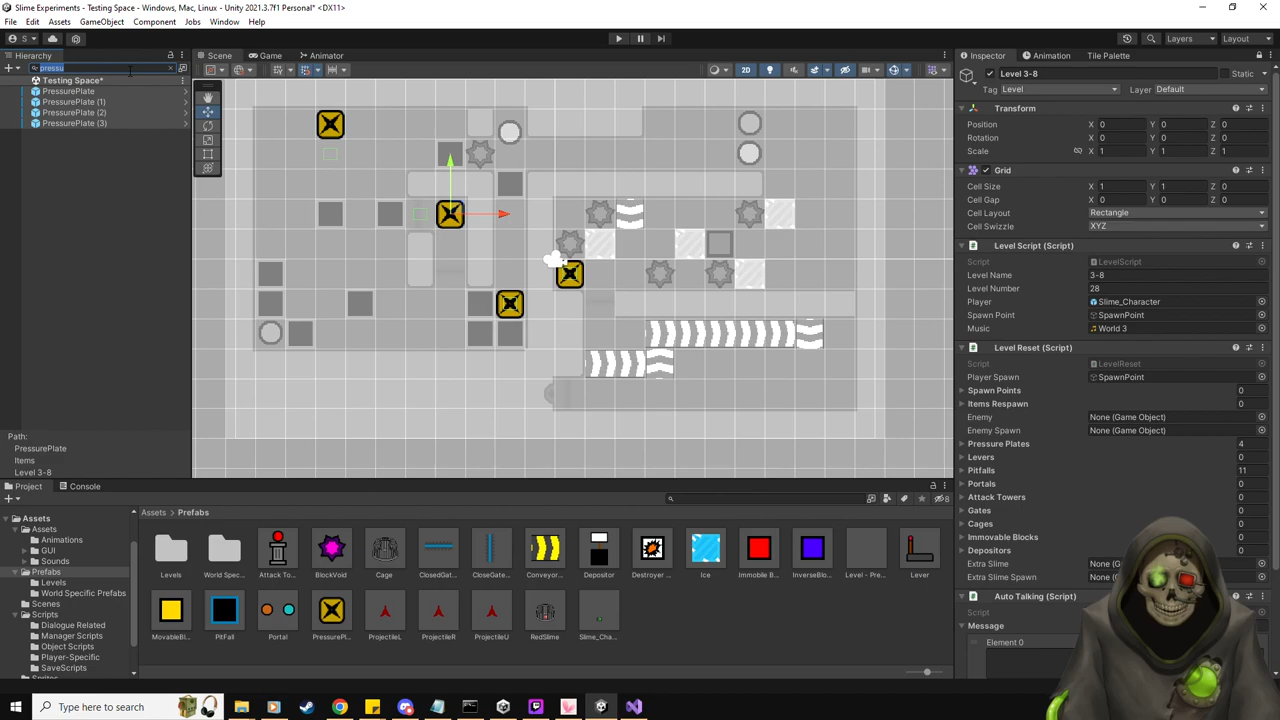 Slime Experiments - Testing Space - Windows, Mac, Linux - Unity 2021.3.7f1 Personal* <DX11>
File Edit Assets GameObject Component Jobs Window Help
S
Layers Layout
Hierarchy
pressu
Testing Space*
PressurePlate
PressurePlate (1)
PressurePlate (2)
PressurePlate (3)
Path:
PressurePlate
Items
Level 3-8
Scene Game Animator
2D
Inspector Animation Tile Palette
Level 3-8 Static
Tag Level Layer Default
Transform
Position X 0 Y 0 Z 0
Rotation X 0 Y 0 Z 0
Scale X 1 Y 1 Z 1
Grid
Cell Size X 1 Y 1 Z 0
Cell Gap X 0 Y 0 Z 0
Cell Layout Rectangle
Cell Swizzle XYZ
Level Script (Script)
Script LevelScript
Level Name 3-8
Level Number 28
Player Slime_Character
Spawn Point SpawnPoint
Music World 3
Level Reset (Script)
Script LevelReset
Player Spawn SpawnPoint
Spawn Points 0
Items Respawn 0
Enemy None (Game Object)
Enemy Spawn None (Game Object)
Pressure Plates 4
Levers 0
Pitfalls 11
Portals 0
Attack Towers 0
Gates 0
Cages 0
Immovable Blocks 0
Depositors 0
Extra Slime None (G
Extra Slime Spawn None (G
Auto Talking (Script)
Script
Message
Element 0
Project Console
8
Assets
Assets
Animations
GUI
Sounds
Prefabs
Levels
World Specific Prefabs
Scenes
Scripts
Dialogue Related
Manager Scripts
Object Scripts
Player-Specific
SaveScripts
Assets > Prefabs
Levels World Spec... Attack To... BlockVoid Cage ClosedGat... CloseGate... Conveyor... Depositor Destroyer ... Ice Immobile B... InverseBlo... Level - Pre... Lever
MovableBl... PitFall Portal PressurePl... ProjectileL ProjectileR ProjectileU RedSlime Slime_Cha...
Type here to search